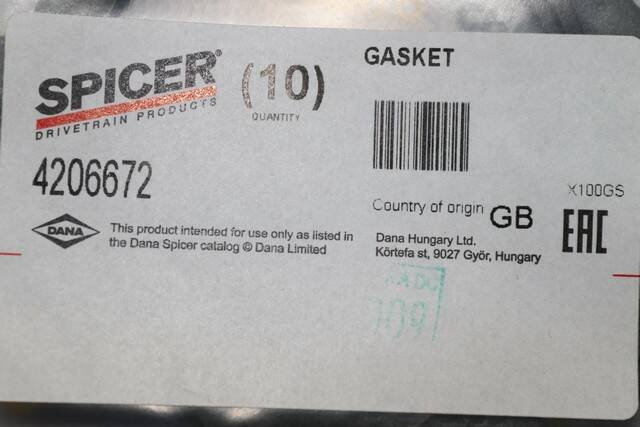 SPICER®
DRIVETRAIN PRODUCTS
(10)
QUANTITY
GASKET
4206672
X100GS
Country of origin GB
EAC
DANA
This product intended for use only as listed in
the Dana Spicer catalog © Dana Limited
Dana Hungary Ltd.
Körtefa st, 9027 Győr, Hungary